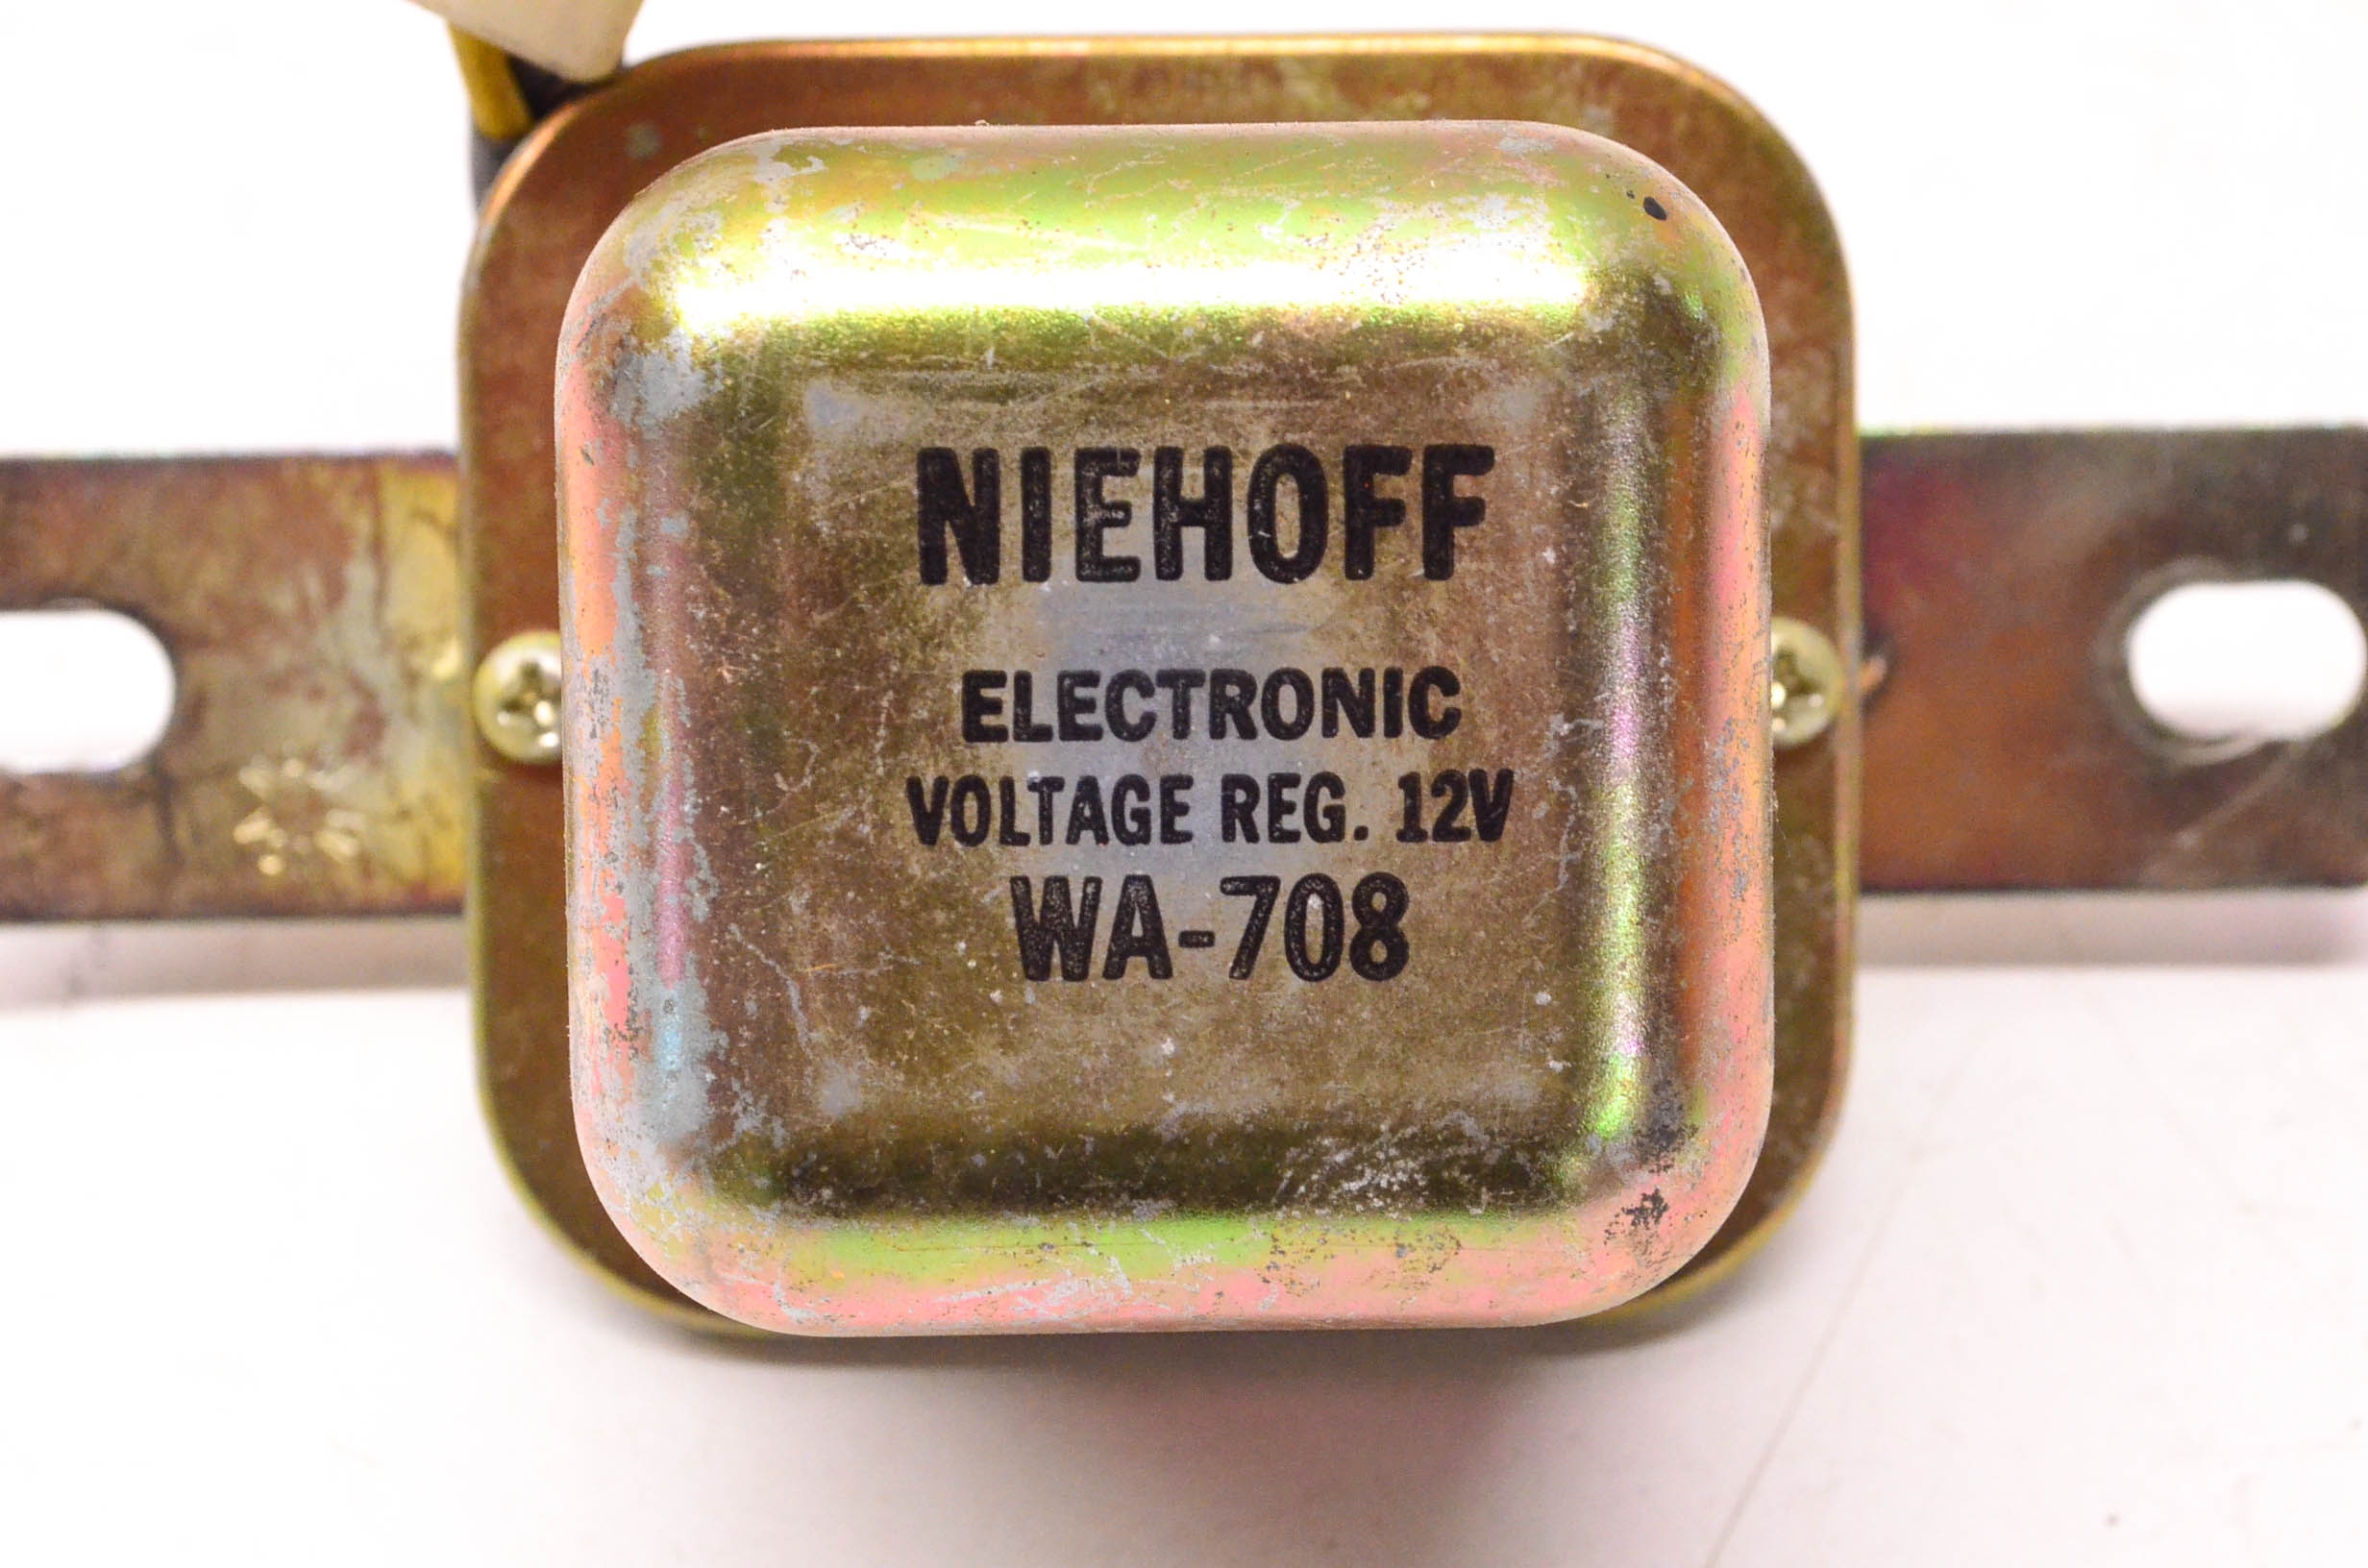 NIEHOFF
ELECTRONIC
VOLTAGE REG. 12V
WA-708